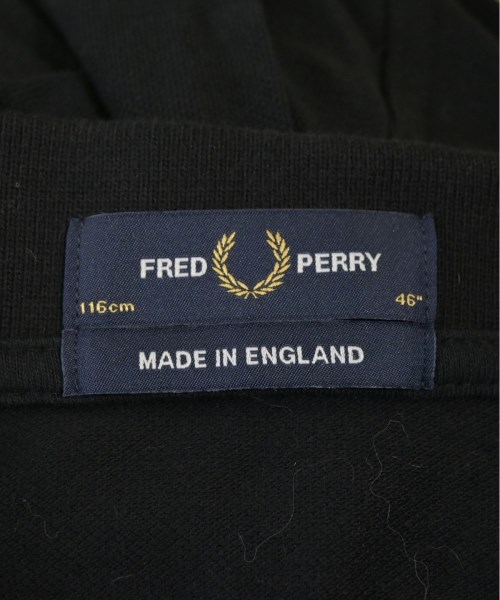 FRED PERRY
116cm 46"
MADE IN ENGLAND